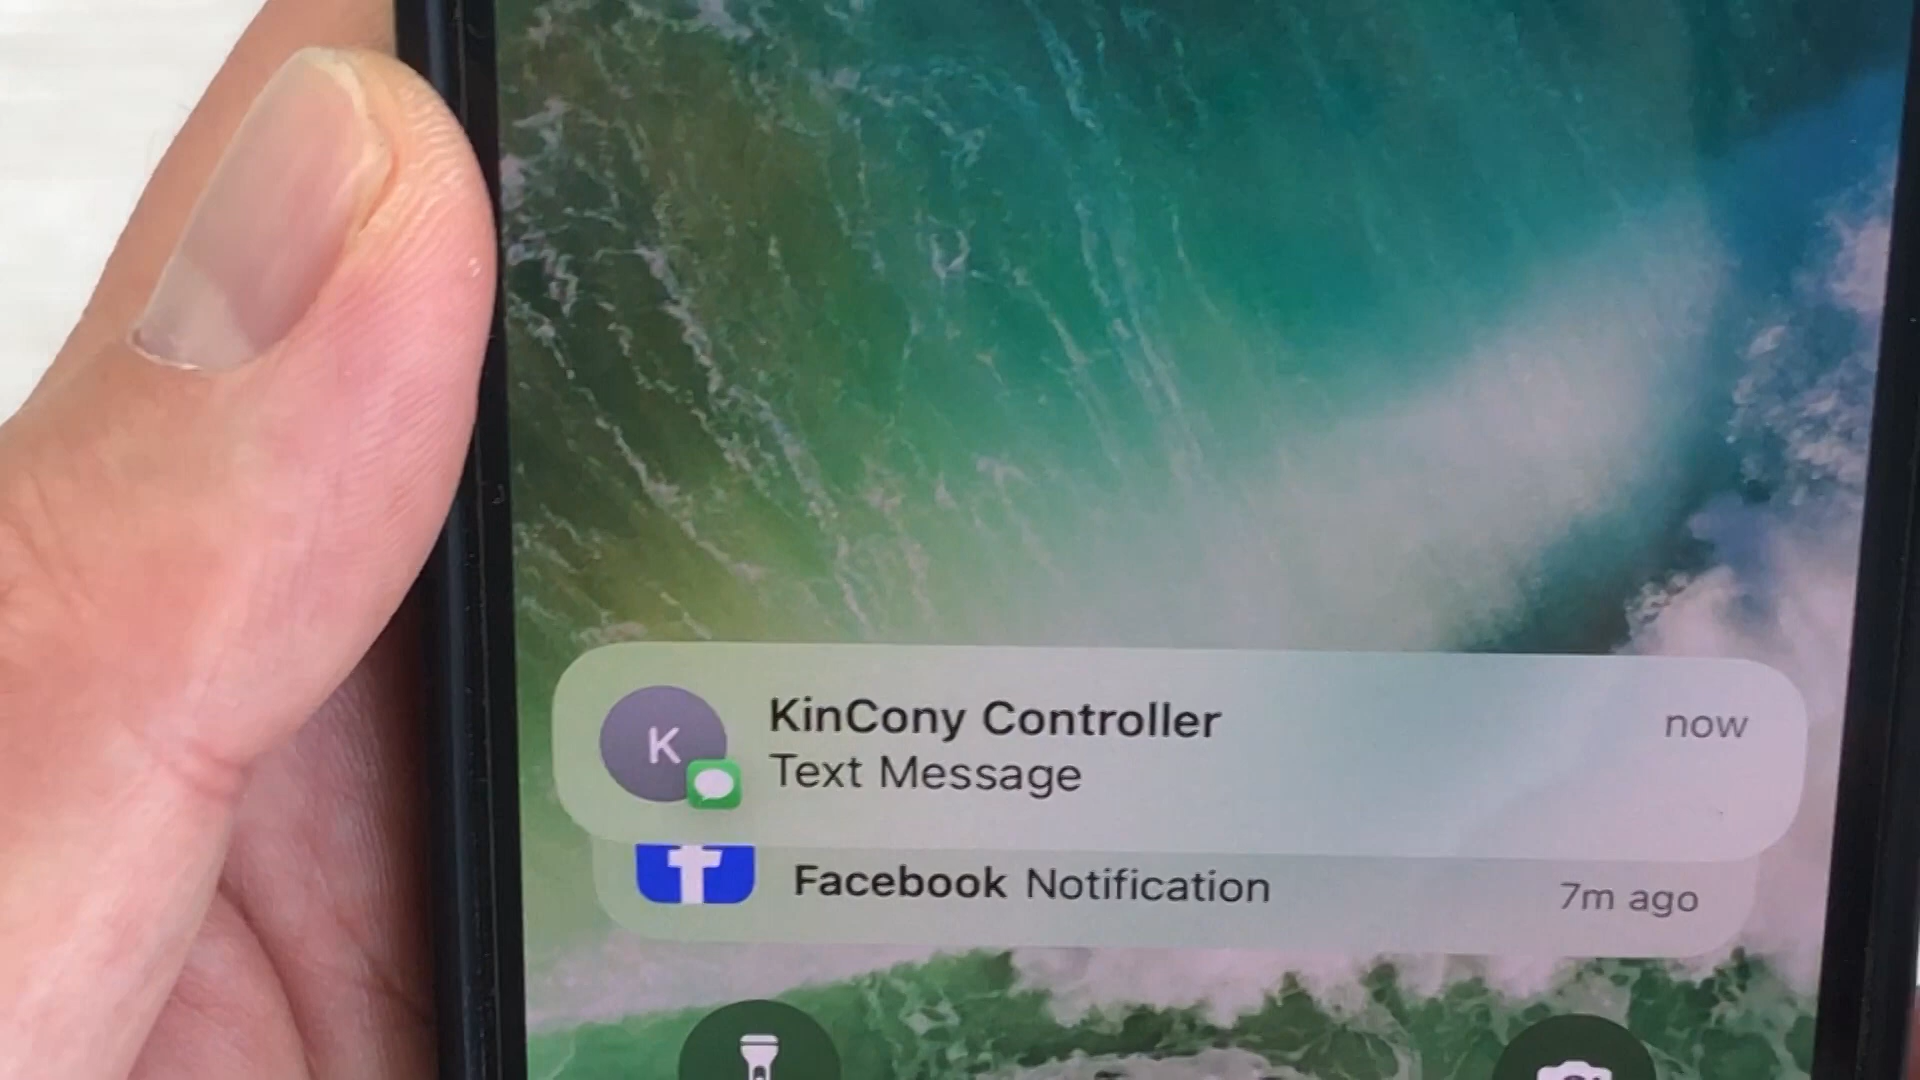 K
KinCony Controller
now
Text Message
f
Facebook Notification
7m ago